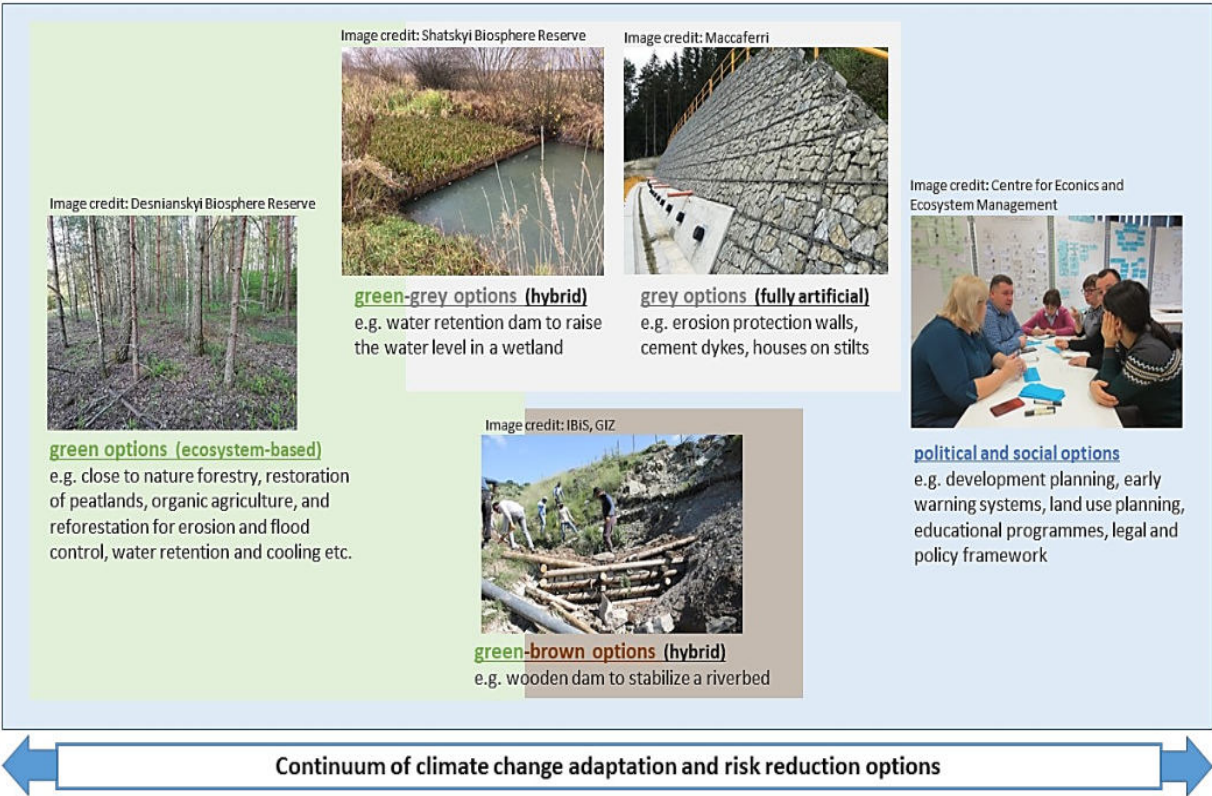 Image credit: Shatskyi Biosphere Reserve
Image credit: Maccaferri
green-grey options (hybrid)
e.g. water retention dam to raise
the water level in a wetland
grey options (fully artificial)
e.g. erosion protection walls,
cement dykes, houses on stilts
Image credit: Desnianskyi Biosphere Reserve
green options (ecosystem-based)
e.g. close to nature forestry, restoration
of peatlands, organic agriculture, and
reforestation for erosion and flood
control, water retention and cooling etc.
Image credit: IBiS, GIZ
green-brown options (hybrid)
e.g. wooden dam to stabilize a riverbed
Image credit: Centre for Econics and
Ecosystem Management
political and social options
e.g. development planning, early
warning systems, land use planning,
educational programmes, legal and
policy framework
Continuum of climate change adaptation and risk reduction options